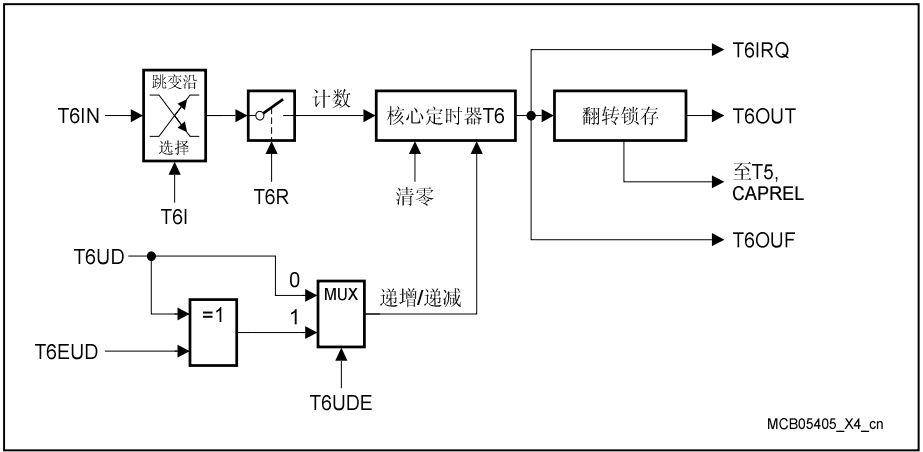 T6IRQ
跳变沿
计数
T6IN
核心定时器T6
翻转锁存
T6OUT
选择
至T5,
CAPREL
T6R
清零
T6I
T6OUF
T6UD
0
MUX
递增/递减
=1
1
T6EUD
T6UDE
MCB05405_X4_cn